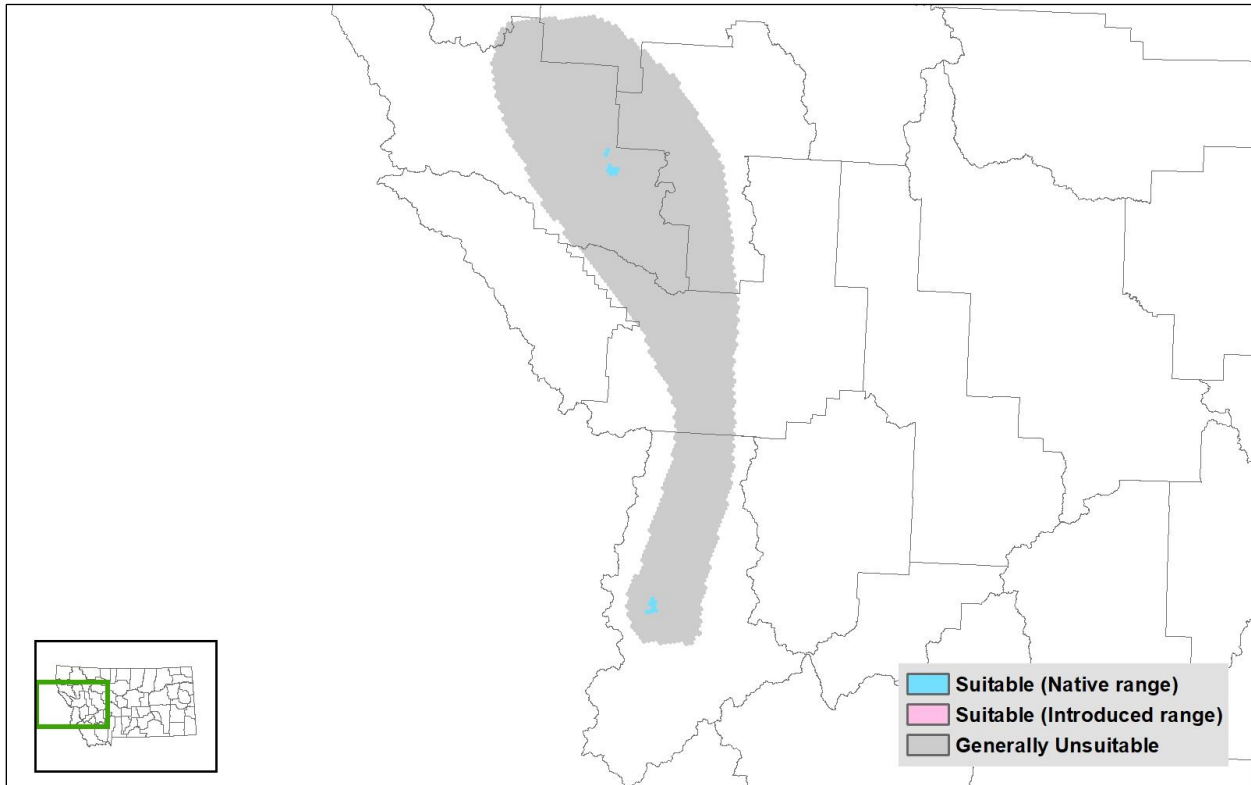 Suitable (Native range)
Suitable (Introduced range)
Generally Unsuitable